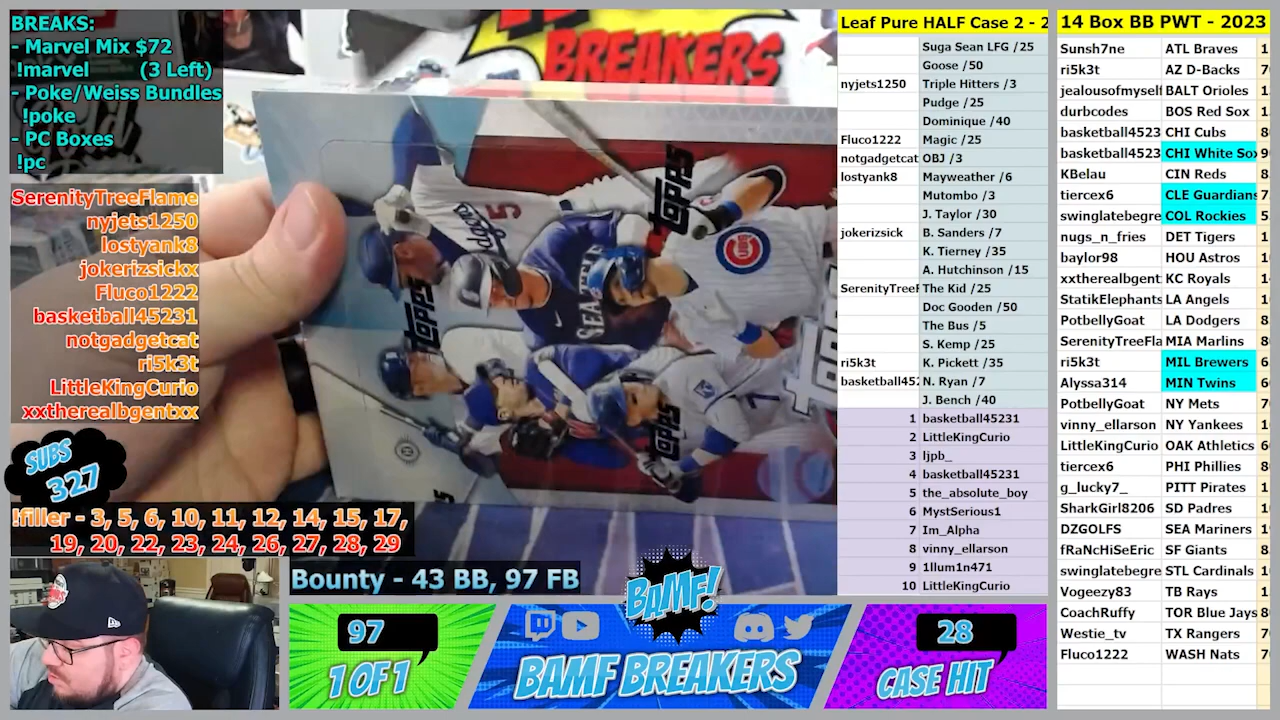 BREAKS:
- Marvel Mix $72
!marvel (3 Left)
- Poke/Weiss Bundles
!poke
- PC Boxes
!pc
SerenityTreeFlame
nyjets1250
lostyank8
jokerizsickx
Fluco1222
basketball45231
notgadgetcat
ri5k3t
LittleKingCurio
xxtherealbgentxx
SUBS
327
!filler - 3, 5, 6, 10, 11, 12, 14, 15, 17,
19, 20, 22, 23, 24, 26, 27, 28, 29
BREAKERS
TOPPS
Dodgers
5
CUBS
TOPPS
SEAT
TOPPS
7
Bounty - 43 BB, 97 FB
BAMF!
97
1 OF 1
BAMF BREAKERS
28
CASE HIT
Leaf Pure HALF Case 2 - 2
Suga Sean LFG /25
Goose /50
nyjets1250 Triple Hitters /3
Pudge /25
Dominique /40
Fluco1222 Magic /25
notgadgetcat OBJ /3
lostyank8 Mayweather /6
Mutombo /3
J. Taylor /30
jokerizsick B. Sanders /7
K. Tierney /35
A. Hutchinson /15
SerenityTreeF The Kid /25
Doc Gooden /50
The Bus /5
S. Kemp /25
ri5k3t K. Pickett /35
basketball452 N. Ryan /7
J. Bench /40
1 basketball45231
2 LittleKingCurio
3 ljpb_
4 basketball45231
5 the_absolute_boy
6 MystSerious1
7 Im_Alpha
8 vinny_ellarson
9 1llum1n471
10 LittleKingCurio
14 Box BB PWT - 2023
Sunsh7ne ATL Braves
ri5k3t AZ D-Backs
jealousofmyself BALT Orioles
durbcodes BOS Red Sox
basketball4523 CHI Cubs
basketball4523 CHI White Sox
KBelau CIN Reds
tiercex6 CLE Guardians
swinglatebegre COL Rockies
nugs_n_fries DET Tigers
baylor98 HOU Astros
xxtherealbgent KC Royals
StatikElephants LA Angels
PotbellyGoat LA Dodgers
SerenityTreeFla MIA Marlins
ri5k3t MIL Brewers
Alyssa314 MIN Twins
PotbellyGoat NY Mets
vinny_ellarson NY Yankees
LittleKingCurio OAK Athletics
tiercex6 PHI Phillies
g_lucky7_ PITT Pirates
SharkGirl8206 SD Padres
DZGOLFS SEA Mariners
fRaNcHiSeEric SF Giants
swinglatebegre STL Cardinals
Vogeezy83 TB Rays
CoachRuffy TOR Blue Jays
Westie_tv TX Rangers
Fluco1222 WASH Nats